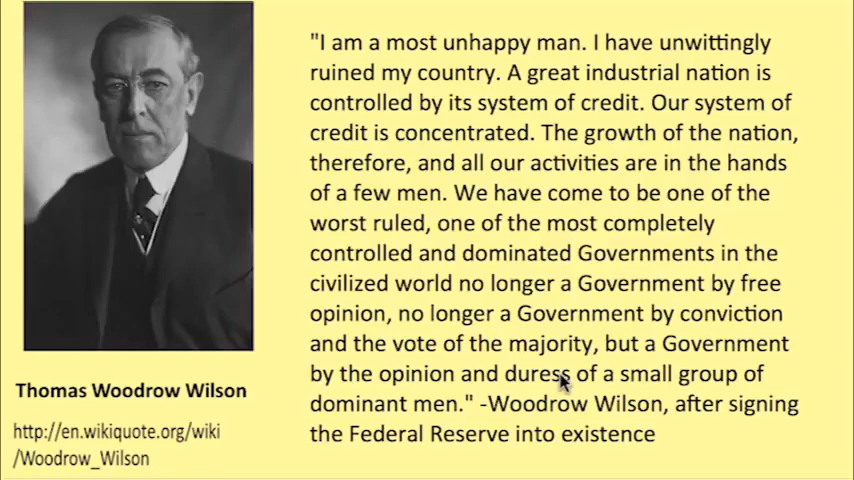 "I am a most unhappy man. I have unwittingly
ruined my country. A great industrial nation is
controlled by its system of credit. Our system of
credit is concentrated. The growth of the nation,
therefore, and all our activities are in the hands
of a few men. We have come to be one of the
worst ruled, one of the most completely
controlled and dominated Governments in the
civilized world no longer a Government by free
opinion, no longer a Government by conviction
and the vote of the majority, but a Government
by the opinion and duress of a small group of
dominant men." -Woodrow Wilson, after signing
the Federal Reserve into existence
Thomas Woodrow Wilson
http://en.wikiquote.org/wiki
/Woodrow_Wilson